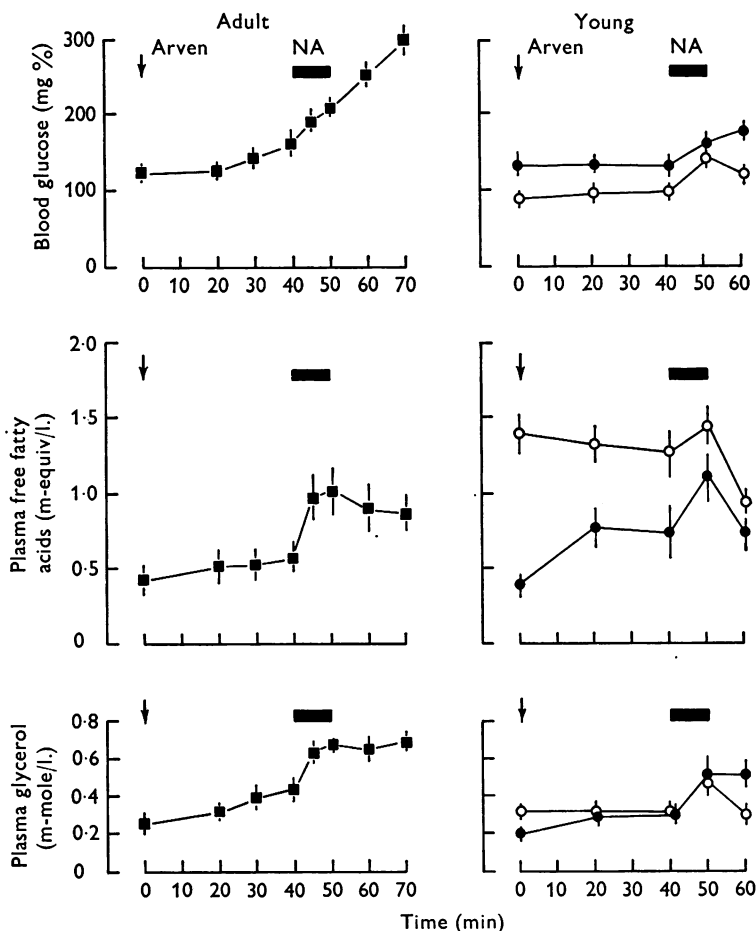 Adult
Young
Blood glucose (mg %)
300
200
100
0
Arven
NA
0 10 20 30 40 50 60 70
Arven
NA
0 10 20 30 40 50 60
Plasma free fatty
acids (m-equiv/l.)
2·0
1·5
1·0
0·5
0
Plasma glycerol
(m-mole/l.)
0·8
0·6
0·4
0·2
0
0 10 20 30 40 50 60 70
0 10 20 30 40 50 60
Time (min)